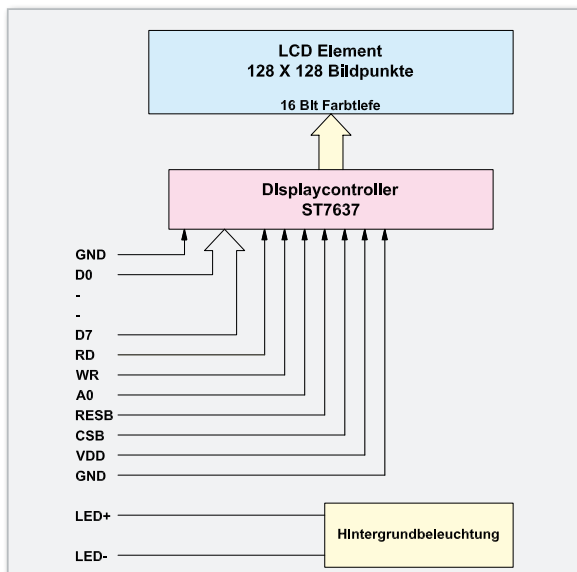 LCD Element
128 X 128 Bildpunkte
16 BIt Farbtlefe
DIsplaycontroller
ST7637
GND
D0
-
-
D7
RD
WR
A0
RESB
CSB
VDD
GND
LED+
LED-
HIntergrundbeleuchtung